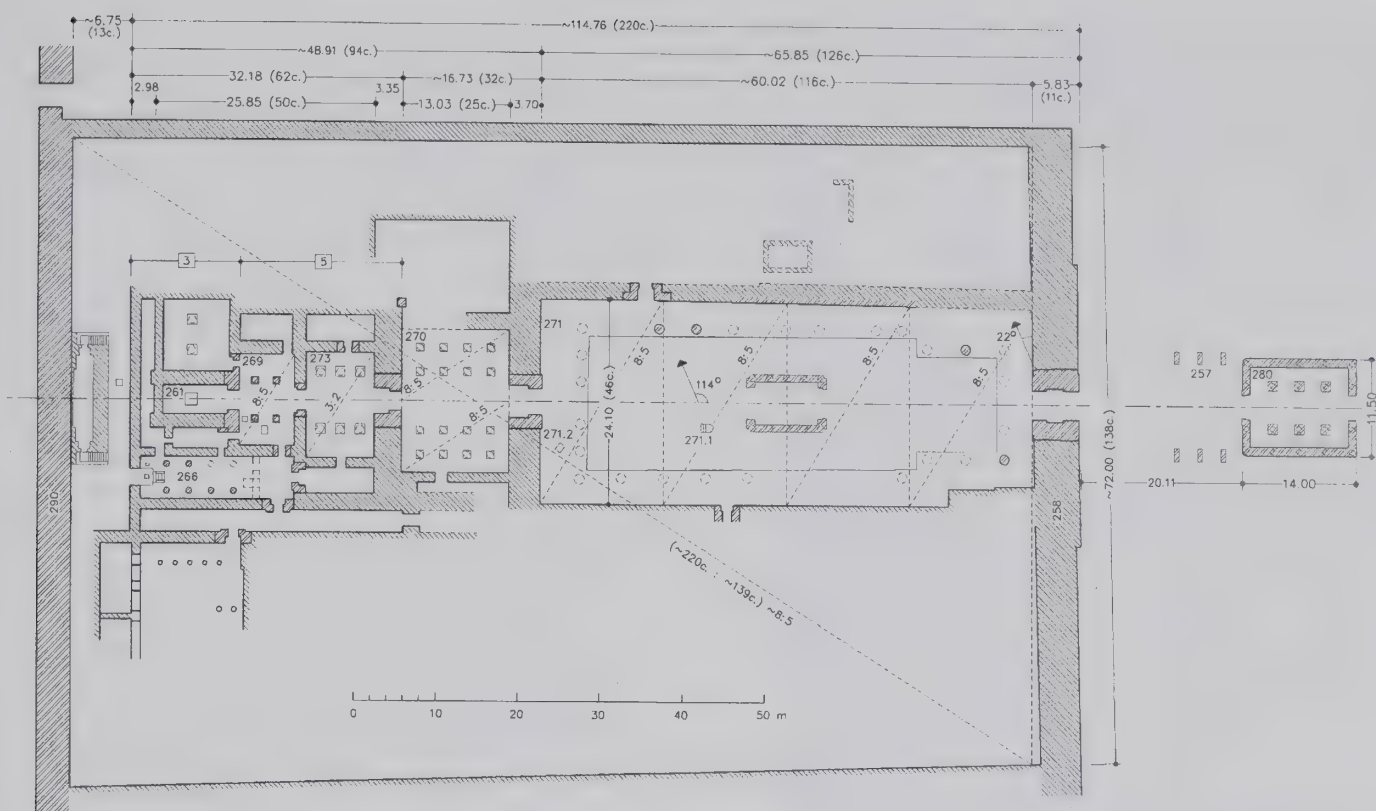 ~6.75
(13c.)
~114.76 (220c.)
~48.91 (94c.)
~65.85 (126c.)
32.18 (62c.)
~16.73 (32c.)
~60.02 (116c.)
5.83
(11c.)
2.98
25.85 (50c.)
3.35
13.03 (25c.)
3.70
3
5
271
270
269
273
261
8:5
3:2
8:5
8:5
8:5
8:5
8:5
22°
114°
24.10 (46c.)
271.2
271.1
266
290
257
280
11.50
20.11
14.00
258
~72.00 (138c.)
(~220c. : ~139c.) ~8:5
0 10 20 30 40 50 m